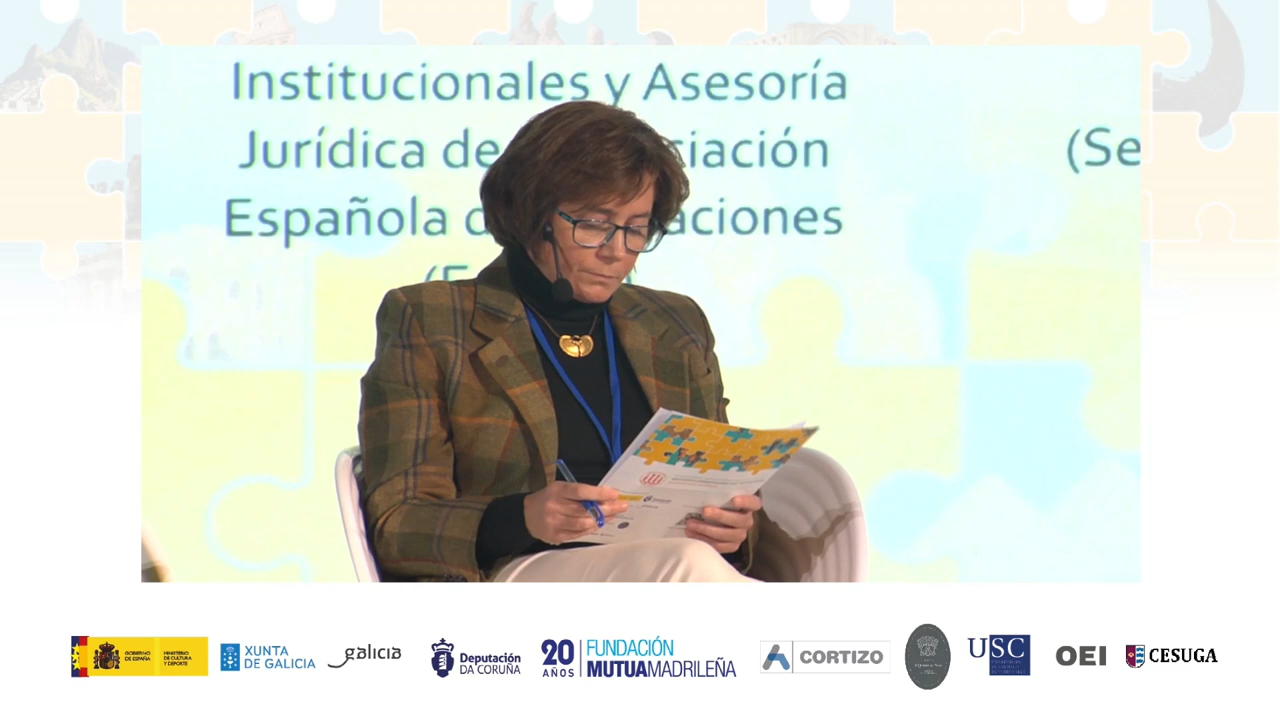 Institucionales y Asesoría
Jurídica de ciación
Española d aciones
(Se
GOBIERNO
DE ESPAÑA
MINISTERIO
DE CULTURA
Y DEPORTE
XUNTA
DE GALICIA
galicia
Deputación
DA CORUÑA
20
AÑOS
FUNDACIÓN
MUTUAMADRILEÑA
CORTIZO
USC
OEI
CESUGA